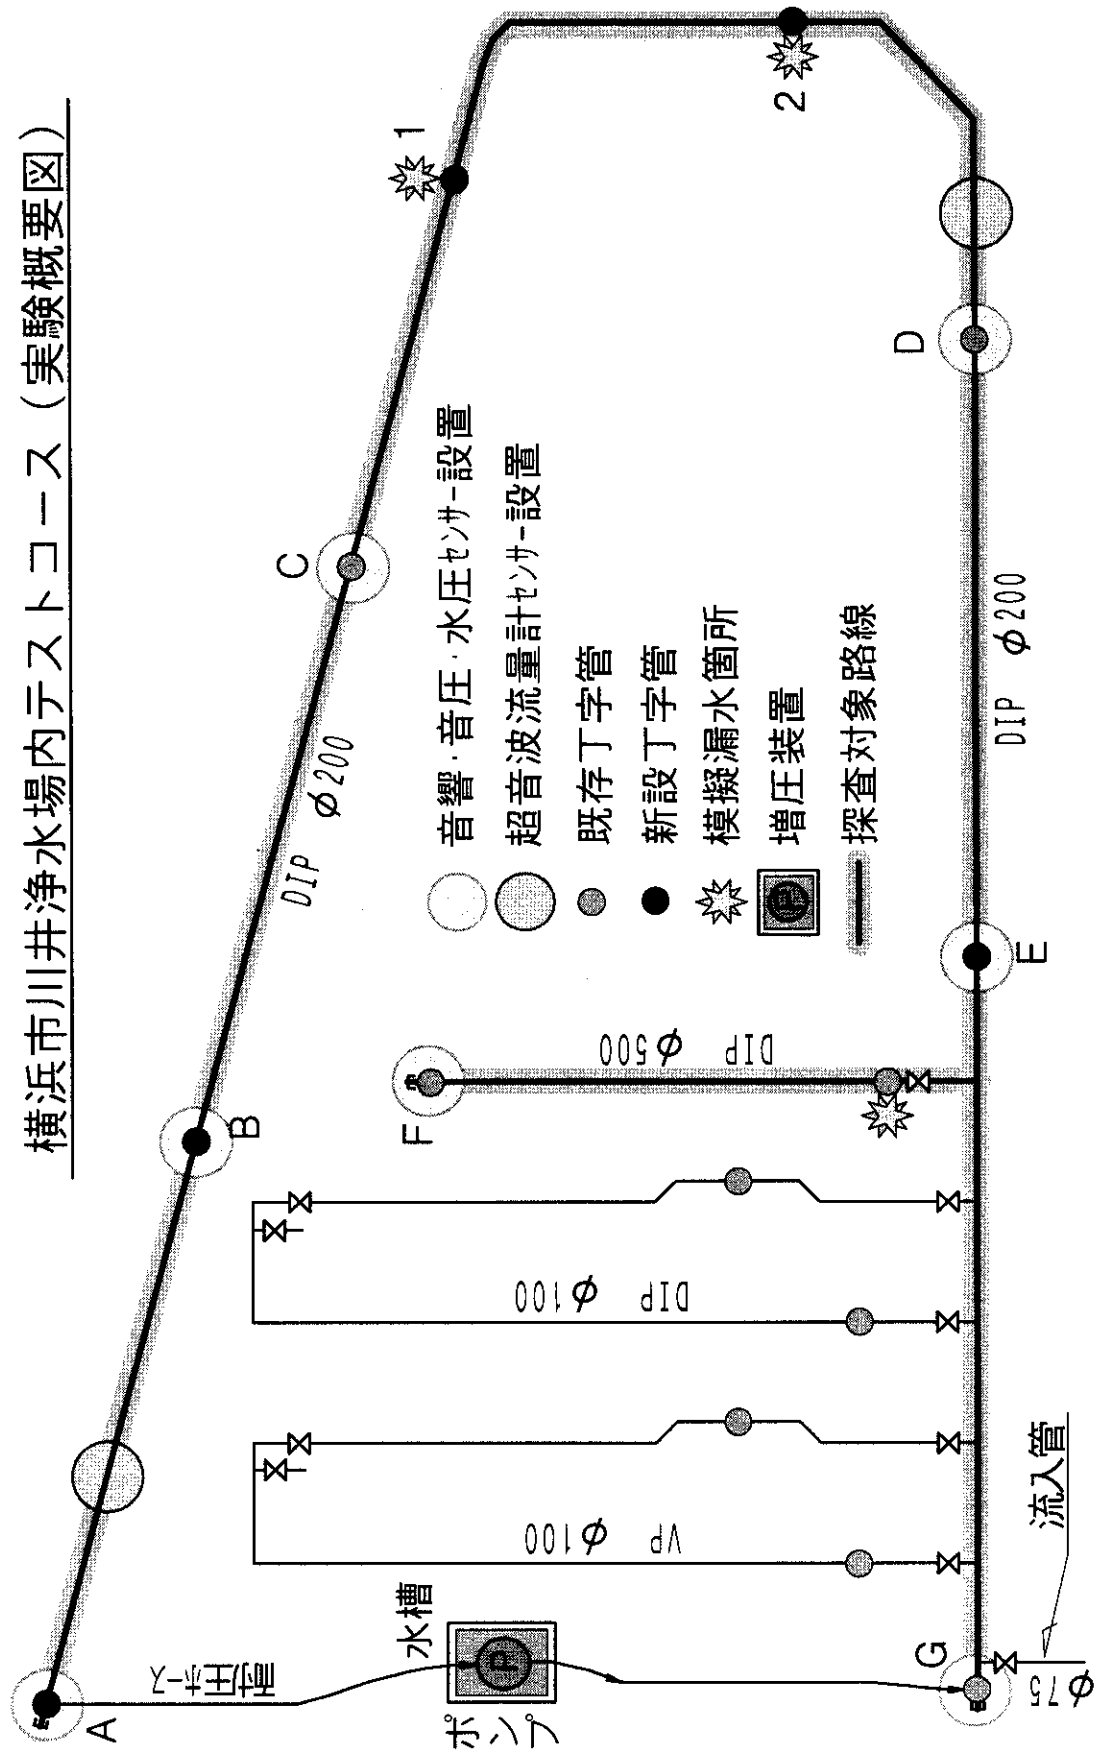 横浜市川井浄水場内テストコース（実験概要図）
1
2
C
D
DIP φ200
B
音響・音圧・水圧センサー設置
超音波流量計センサー設置
既存丁字管
新設丁字管
模擬漏水箇所
P
増圧装置
探査対象路線
DIP φ200
E
F
DIP φ500
DIP φ100
VP φ100
A
耐圧ホース
水槽
P
ポンプ
G
流入管
φ75